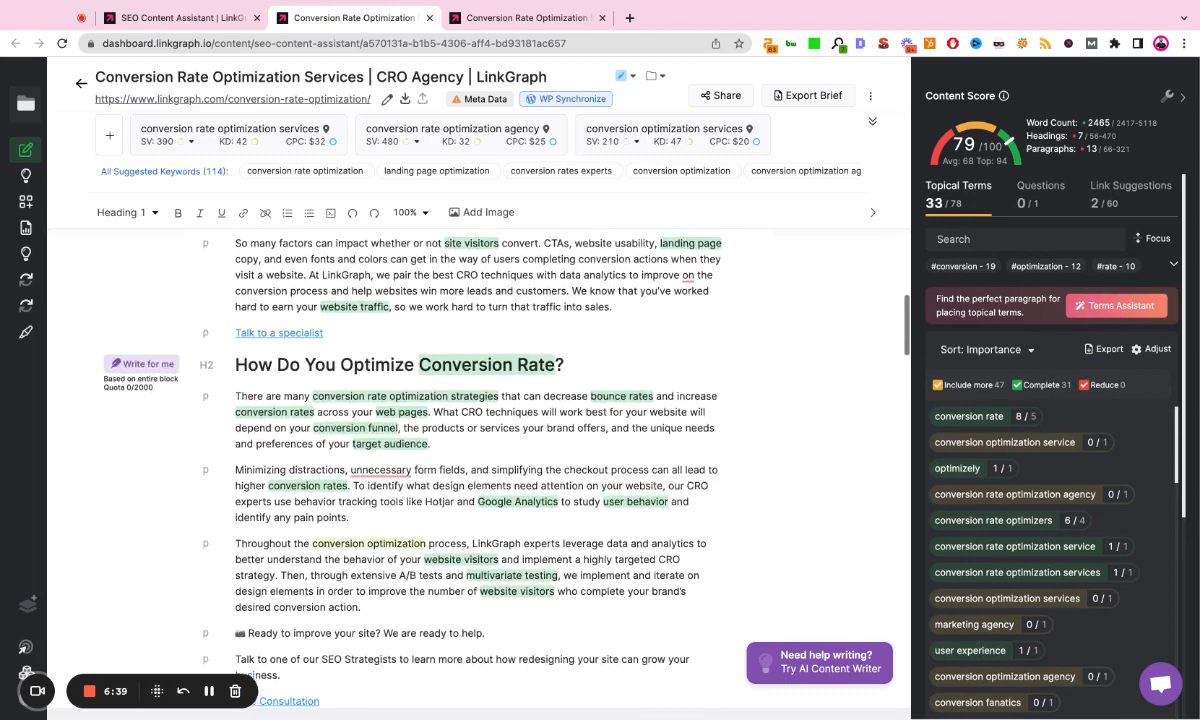 SEO Content Assistant | LinkG
Conversion Rate Optimization
Conversion Rate Optimization
dashboard.linkgraph.io/content/seo-content-assistant/a570131a-b1b5-4306-aff4-bd93181ac657
Conversion Rate Optimization Services | CRO Agency | LinkGraph
https://www.linkgraph.com/conversion-rate-optimization/
Meta Data
WP Synchronize
Share
Export Brief
conversion rate optimization services
SV: 390 KD: 42 CPC: $32
conversion rate optimization agency
SV: 480 KD: 32 CPC: $25
conversion optimization services
SV: 210 KD: 47 CPC: $20
All Suggested Keywords (114):
conversion rate optimization
landing page optimization
conversion rates experts
conversion optimization
conversion optimization ag
Heading 1
B I U
100%
Add Image
p
So many factors can impact whether or not site visitors convert. CTAs, website usability, landing page
copy, and even fonts and colors can get in the way of users completing conversion actions when they
visit a website. At LinkGraph, we pair the best CRO techniques with data analytics to improve on the
conversion process and help websites win more leads and customers. We know that you've worked
hard to earn your website traffic, so we work hard to turn that traffic into sales.
p
Talk to a specialist
Write for me
Based on entire block
Quota 0/2000
H2
How Do You Optimize Conversion Rate?
p
There are many conversion rate optimization strategies that can decrease bounce rates and increase
conversion rates across your web pages. What CRO techniques will work best for your website will
depend on your conversion funnel, the products or services your brand offers, and the unique needs
and preferences of your target audience.
p
Minimizing distractions, unnecessary form fields, and simplifying the checkout process can all lead to
higher conversion rates. To identify what design elements need attention on your website, our CRO
experts use behavior tracking tools like Hotjar and Google Analytics to study user behavior and
identify any pain points.
p
Throughout the conversion optimization process, LinkGraph experts leverage data and analytics to
better understand the behavior of your website visitors and implement a highly targeted CRO
strategy. Then, through extensive A/B tests and multivariate testing, we implement and iterate on
design elements in order to improve the number of website visitors who complete your brand's
desired conversion action.
p
Ready to improve your site? We are ready to help.
p
Talk to one of our SEO Strategists to learn more about how redesigning your site can grow your
business.
Consultation
6:39
Need help writing?
Try AI Content Writer
Content Score
79 /100
Avg: 68 Top: 94
Word Count: 2465 / 2417-5118
Headings: 7 / 56-470
Paragraphs: 13 / 66-321
Topical Terms
33 / 78
Questions
0 / 1
Link Suggestions
2 / 60
Search
Focus
#conversion - 19
#optimization - 12
#rate - 10
Find the perfect paragraph for
placing topical terms.
Terms Assistant
Sort: Importance
Export
Adjust
Include more 47
Complete 31
Reduce 0
conversion rate 8 / 5
conversion optimization service 0 / 1
optimizely 1 / 1
conversion rate optimization agency 0 / 1
conversion rate optimizers 6 / 4
conversion rate optimization service 1 / 1
conversion rate optimization services 1 / 1
conversion optimization services 0 / 1
marketing agency 0 / 1
user experience 1 / 1
conversion optimization agency 0 / 1
conversion fanatics 0 / 1